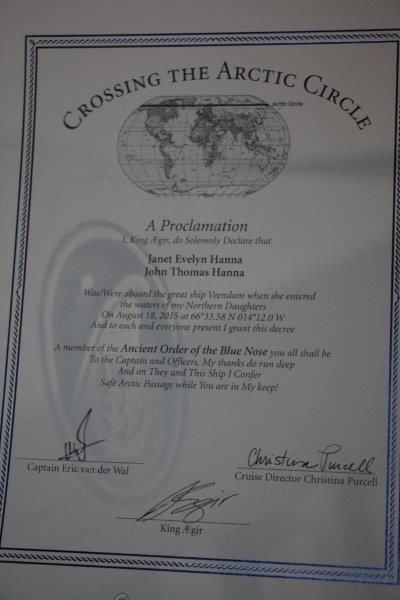 CROSSING THE ARCTIC CIRCLE
Arctic Circle
A Proclamation
I, King Ægir, do Solemnly Declare that
Janet Evelyn Hanna
John Thomas Hanna
Was/Were aboard the great ship Veendam when she entered
the waters of my Northern Daughters
On August 18, 2015 at 66°33.58 N 014°12.0 W
And to each and everyone present I grant this decree
A member of the Ancient Order of the Blue Nose you all shall be
To the Captain and Officers, My thanks do run deep
And on They and This Ship I Confer
Safe Arctic Passage while You are in My keep!
Captain Eric van der Wal
Christina Purcell
Cruise Director Christina Purcell
Ægir
King Ægir